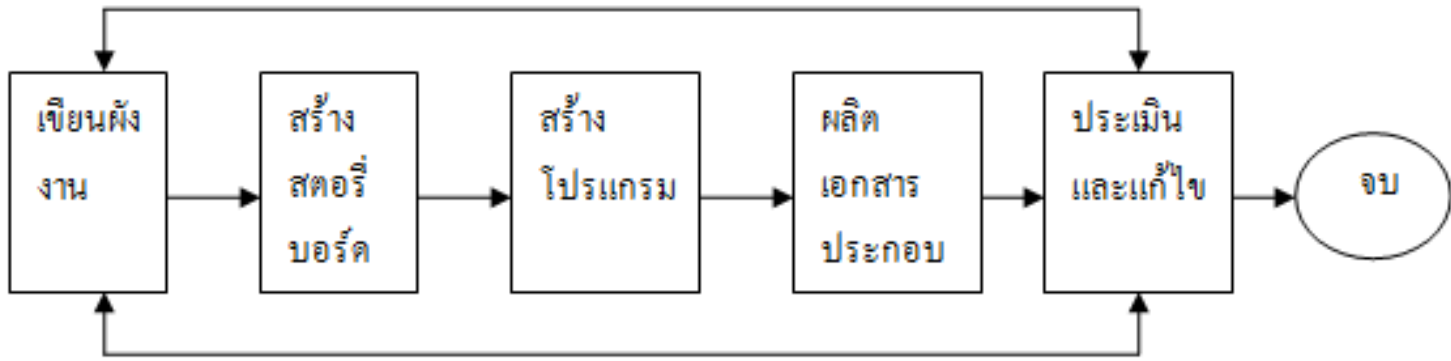 เขียนผัง
งาน
สร้าง
สตอรี่
บอร์ด
สร้าง
โปรแกรม
ผลิต
เอกสาร
ประกอบ
ประเมิน
และแก้ไข
จบ